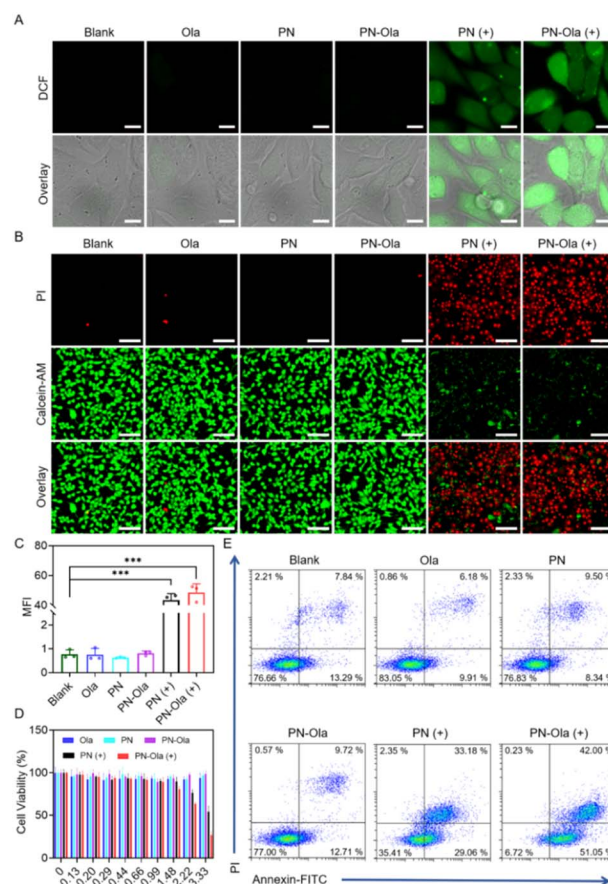 A
Blank Ola PN PN-Ola PN (+) PN-Ola (+)
DCF
Overlay
B
Blank Ola PN PN-Ola PN (+) PN-Ola (+)
PI
Calcein-AM
Overlay
C
MFI
80
60
40
2
1
0
***
***
Blank Ola PN PN-Ola PN (+) PN-Ola (+)
D
Ola PN PN-Ola
PN (+) PN-Ola (+)
Cell Viability (%)
150
100
50
0
0 0.13 0.20 0.29 0.44 0.66 0.99 1.48 2.22 3.33
E
Blank Ola PN
2.21 % 7.84 % 0.86 % 6.18 % 2.33 % 9.50 %
76.66 % 13.29 % 83.05 % 9.91 % 76.83 % 8.34 %
PN-Ola PN (+) PN-Ola (+)
0.57 % 9.72 % 2.35 % 33.18 % 0.23 % 42.00 %
77.00 % 12.71 % 35.41 % 29.06 % 6.72 % 51.05 %
PI
Annexin-FITC